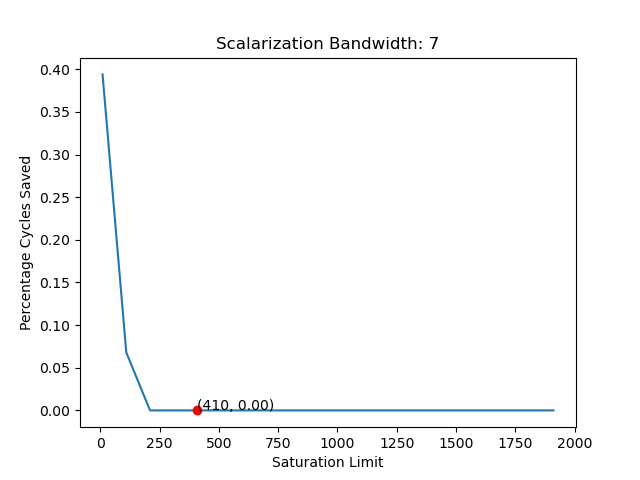 Scalarization Bandwidth: 7
Percentage Cycles Saved
0.40
0.35
0.30
0.25
0.20
0.15
0.10
0.05
0.00
(410, 0.00)
0 250 500 750 1000 1250 1500 1750 2000
Saturation Limit